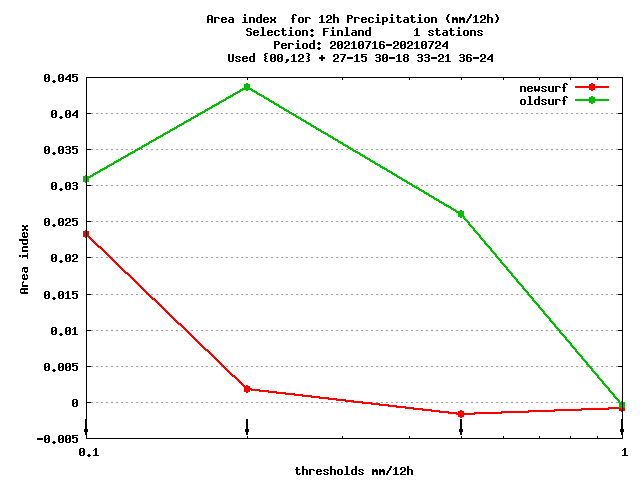 Area index  for 12h Precipitation (mm/12h)
Selection: Finland      1 stations
Period: 20210716-20210724
Used {00,12} + 27-15 30-18 33-21 36-24
newsurf
oldsurf
0.045
0.04
0.035
0.03
0.025
0.02
0.015
0.01
0.005
0
-0.005
Area index
0.1
1
thresholds mm/12h